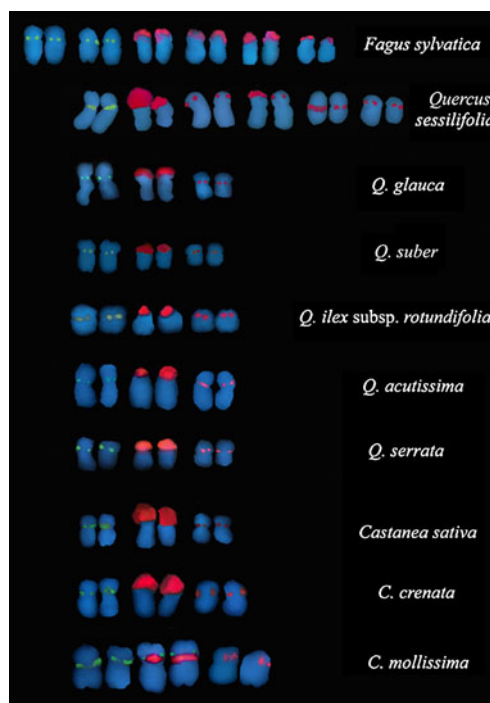 Fagus sylvatica
Quercus
sessilifolia
Q. glauca
Q. suber
Q. ilex subsp. rotundifolia
Q. acutissima
Q. serrata
Castanea sativa
C. crenata
C. mollissima